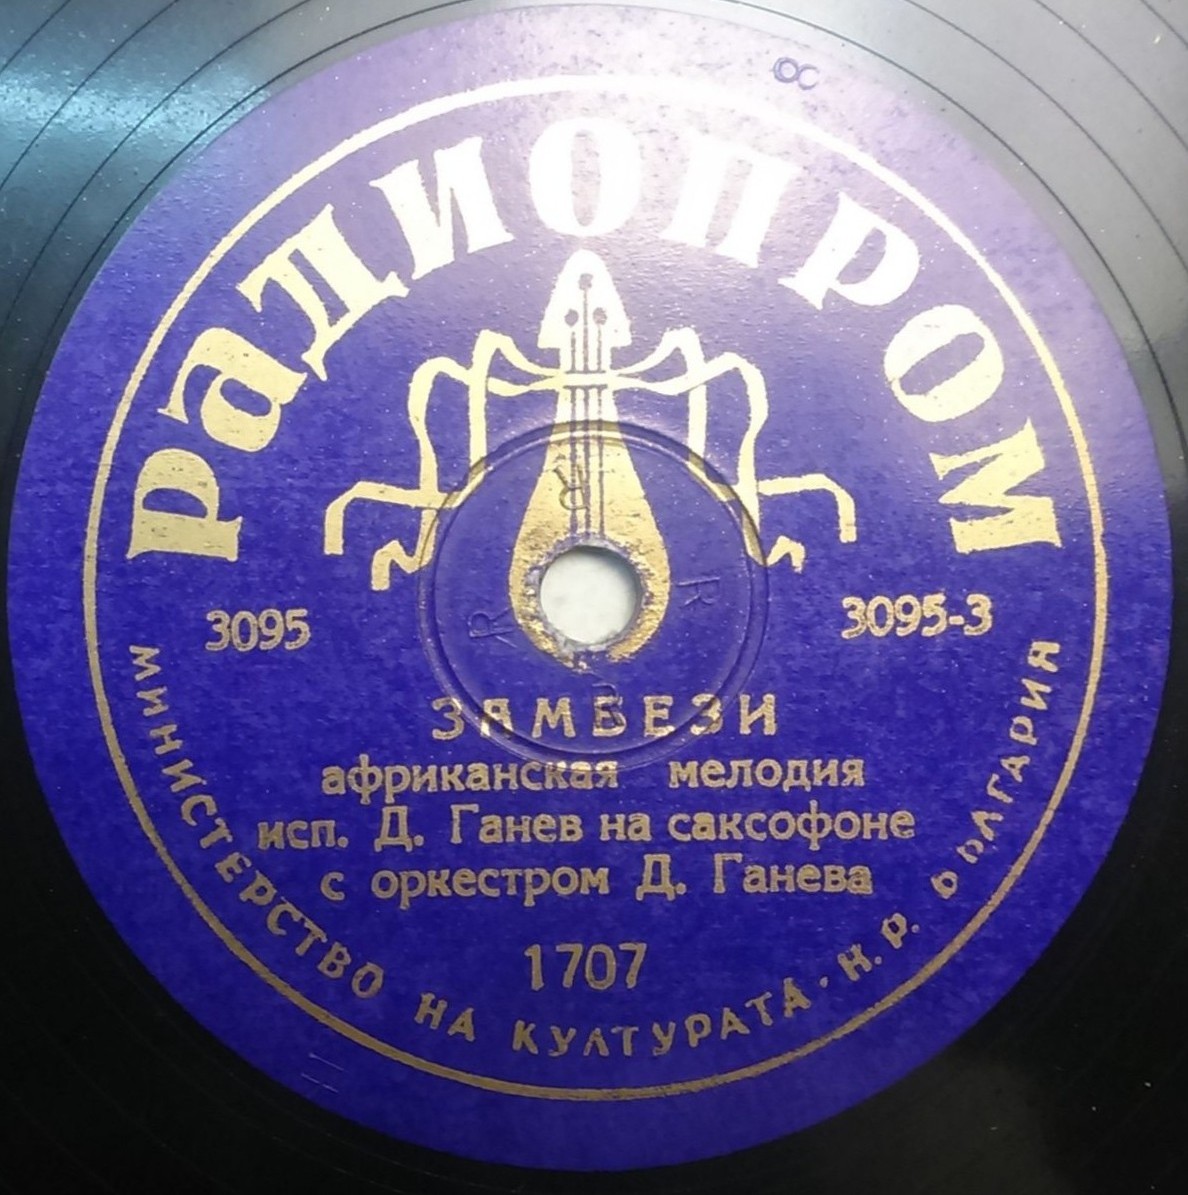 РАДИОПРОМ
3095
3095-3
ЗАМБЕЗИ
африканская мелодия
исп. Д. Ганев на саксофоне
с оркестром Д. Ганева
1707
МИНИСТЕРСТВО НА КУЛТУРАТА · Н. Р. БЪЛГАРИЯ